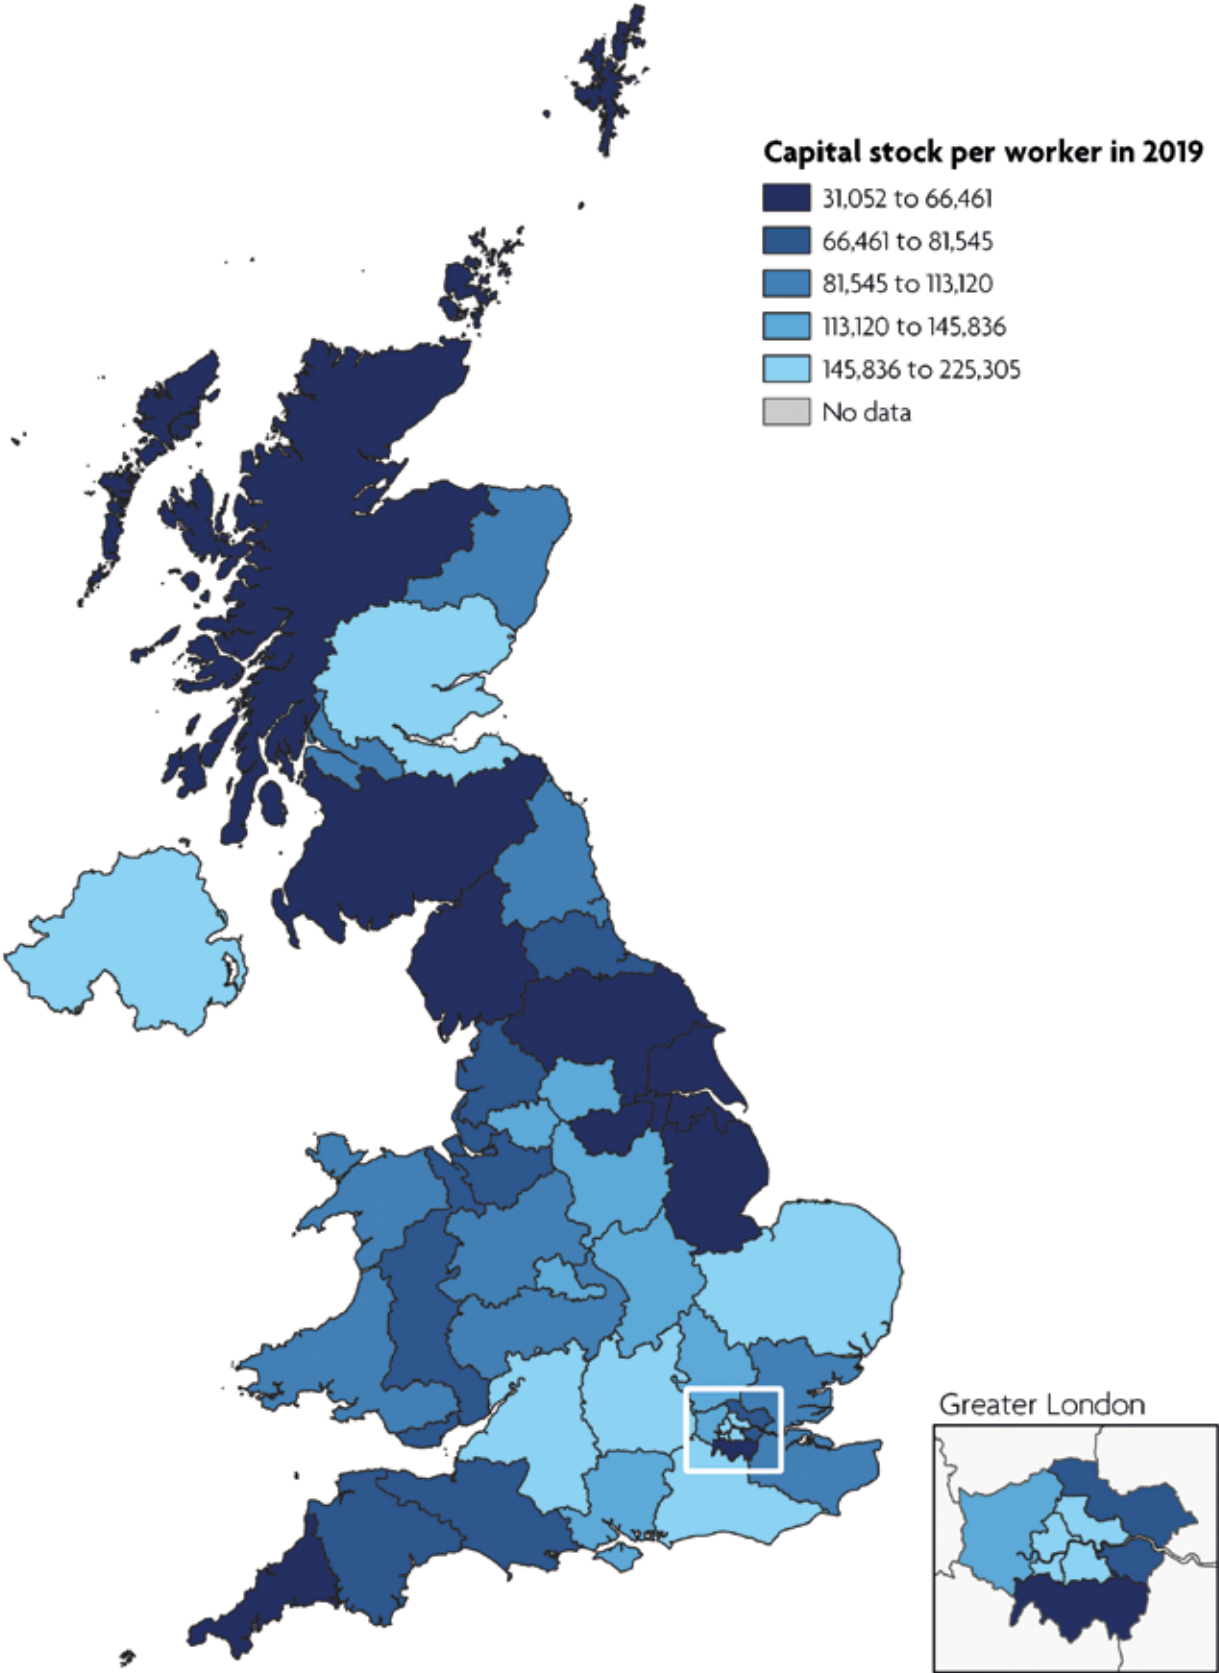 Capital stock per worker in 2019
31,052 to 66,461
66,461 to 81,545
81,545 to 113,120
113,120 to 145,836
145,836 to 225,305
No data
Greater London